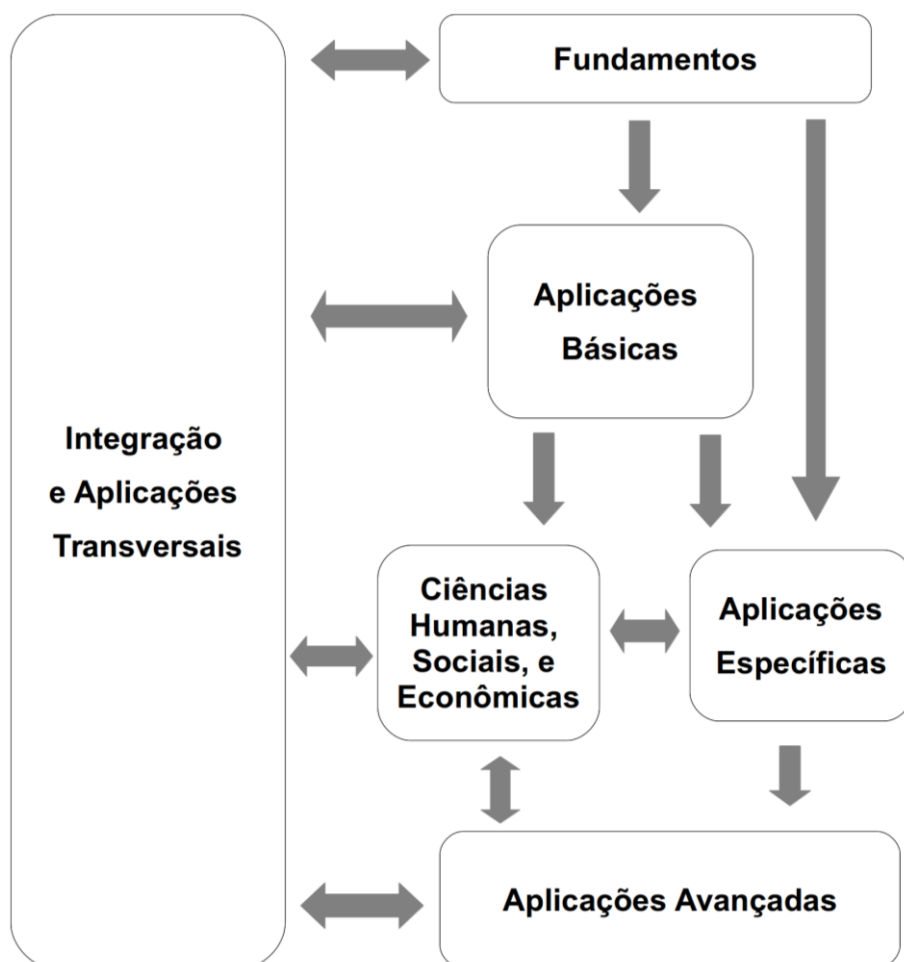 Fundamentos
Aplicações
Básicas
Integração
e Aplicações
Transversais
Ciências
Humanas,
Sociais, e
Econômicas
Aplicações
Específicas
Aplicações Avançadas